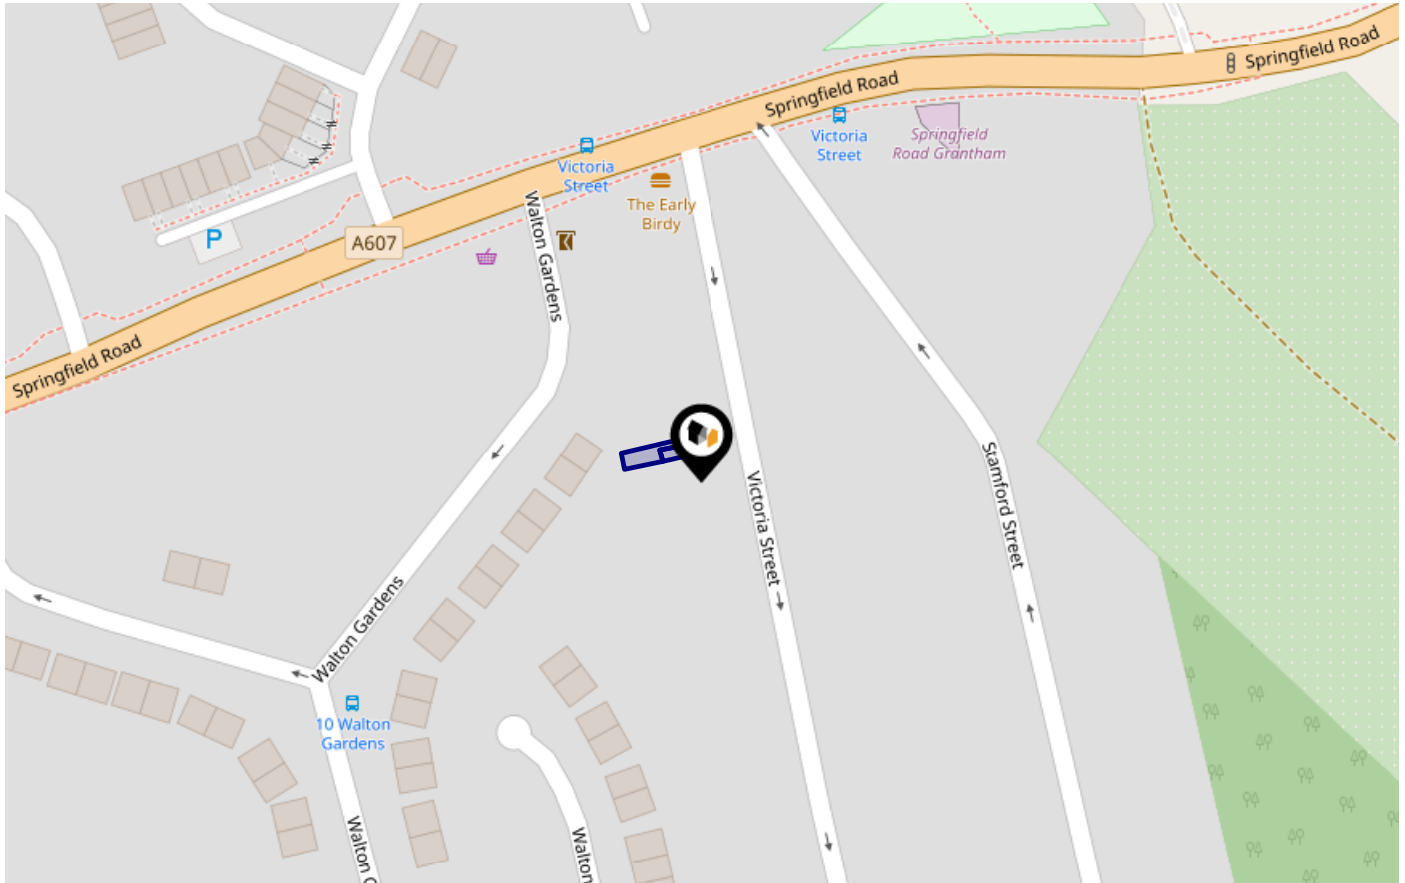 Springfield Road
Springfield Road
Victoria
Street
Springfield
Road Grantham
Victoria
Street
The Early
Birdy
Walton Gardens
P
A607
Springfield Road
Victoria Street
Stamford Street
Walton Gardens
10 Walton
Gardens
Walton G
Walton